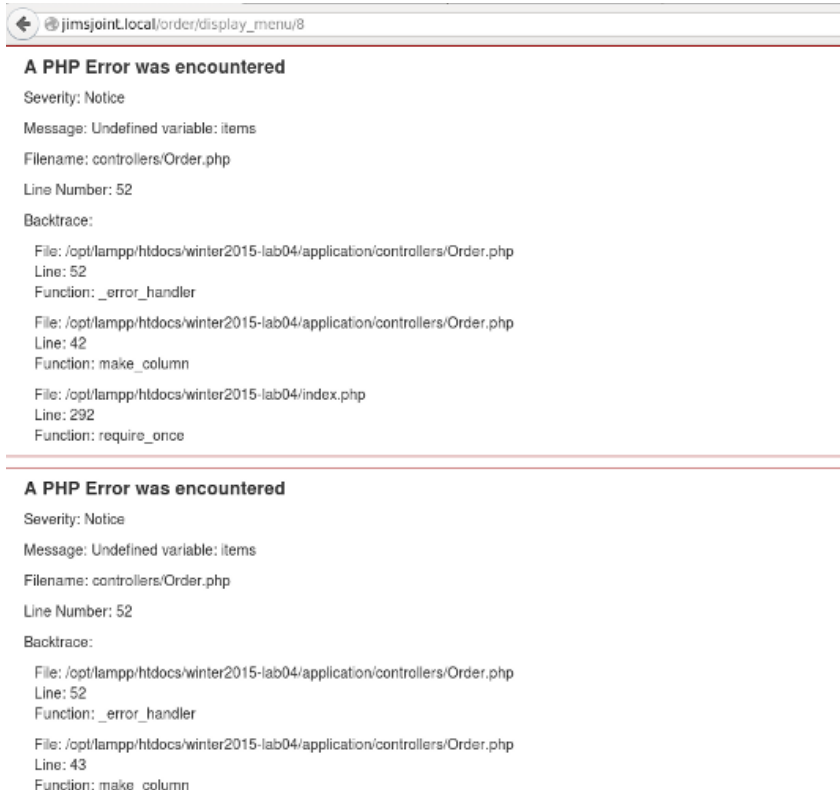 jimsjoint.local/order/display_menu/8
A PHP Error was encountered
Severity: Notice
Message: Undefined variable: items
Filename: controllers/Order.php
Line Number: 52
Backtrace:
File: /opt/lampp/htdocs/winter2015-lab04/application/controllers/Order.php
Line: 52
Function: _error_handler
File: /opt/lampp/htdocs/winter2015-lab04/application/controllers/Order.php
Line: 42
Function: make_column
File: /opt/lampp/htdocs/winter2015-lab04/index.php
Line: 292
Function: require_once
A PHP Error was encountered
Severity: Notice
Message: Undefined variable: items
Filename: controllers/Order.php
Line Number: 52
Backtrace:
File: /opt/lampp/htdocs/winter2015-lab04/application/controllers/Order.php
Line: 52
Function: _error_handler
File: /opt/lampp/htdocs/winter2015-lab04/application/controllers/Order.php
Line: 43
Function: make_column